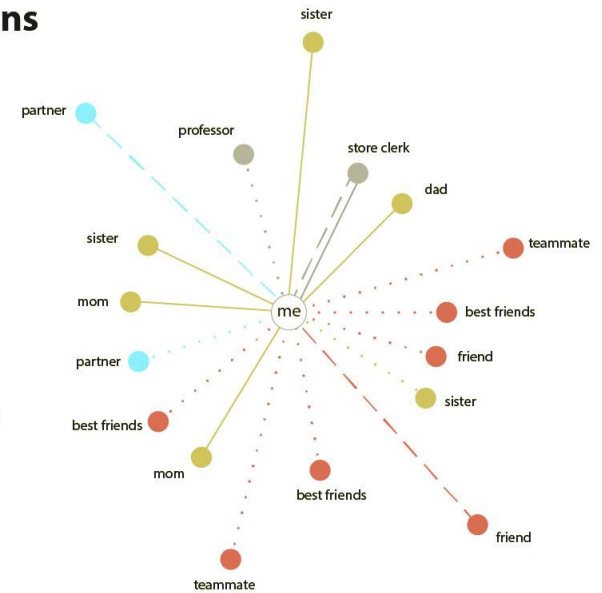 ns
sister
partner
professor
store clerk
dad
sister
teammate
mom
me
best friends
partner
friend
sister
best friends
mom
best friends
friend
teammate